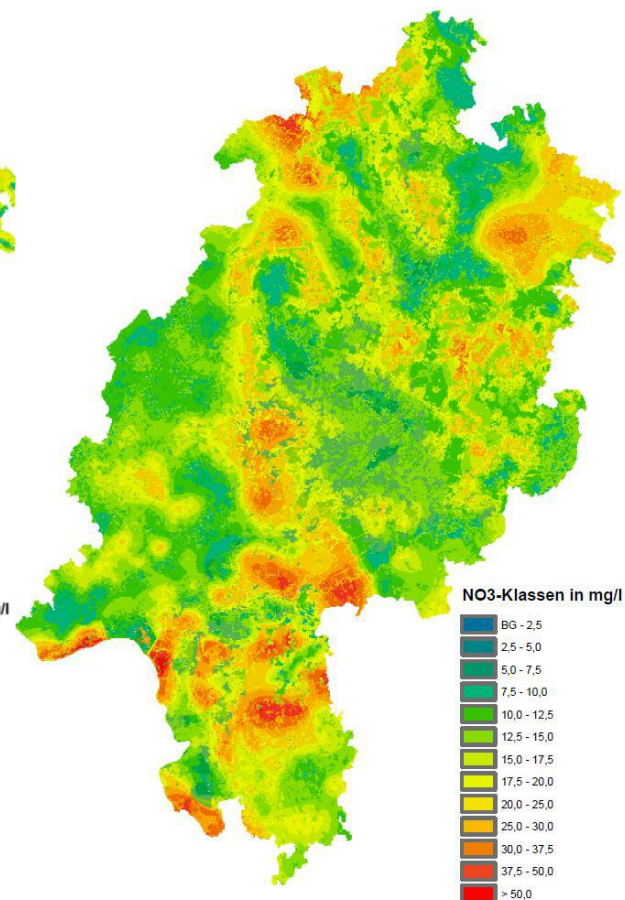 /l
NO3-Klassen in mg/l
BG - 2,5
2,5 - 5,0
5,0 - 7,5
7,5 - 10,0
10,0 - 12,5
12,5 - 15,0
15,0 - 17,5
17,5 - 20,0
20,0 - 25,0
25,0 - 30,0
30,0 - 37,5
37,5 - 50,0
> 50,0